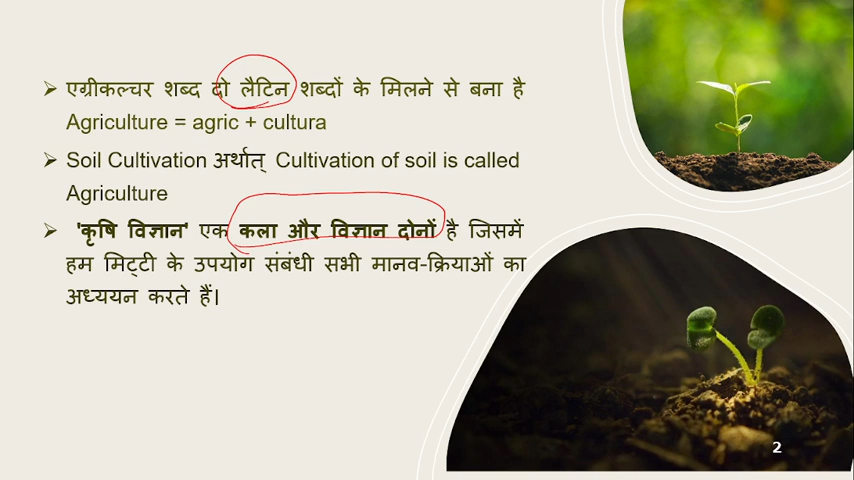 ➢ एग्रीकल्चर शब्द दो लैटिन शब्दों के मिलने से बना है
Agriculture = agric + cultura
➢ Soil Cultivation अर्थात् Cultivation of soil is called
Agriculture
➢ 'कृषि विज्ञान' एक कला और विज्ञान दोनों है जिसमें
हम मिट्टी के उपयोग संबंधी सभी मानव-क्रियाओं का
अध्ययन करते हैं।
2